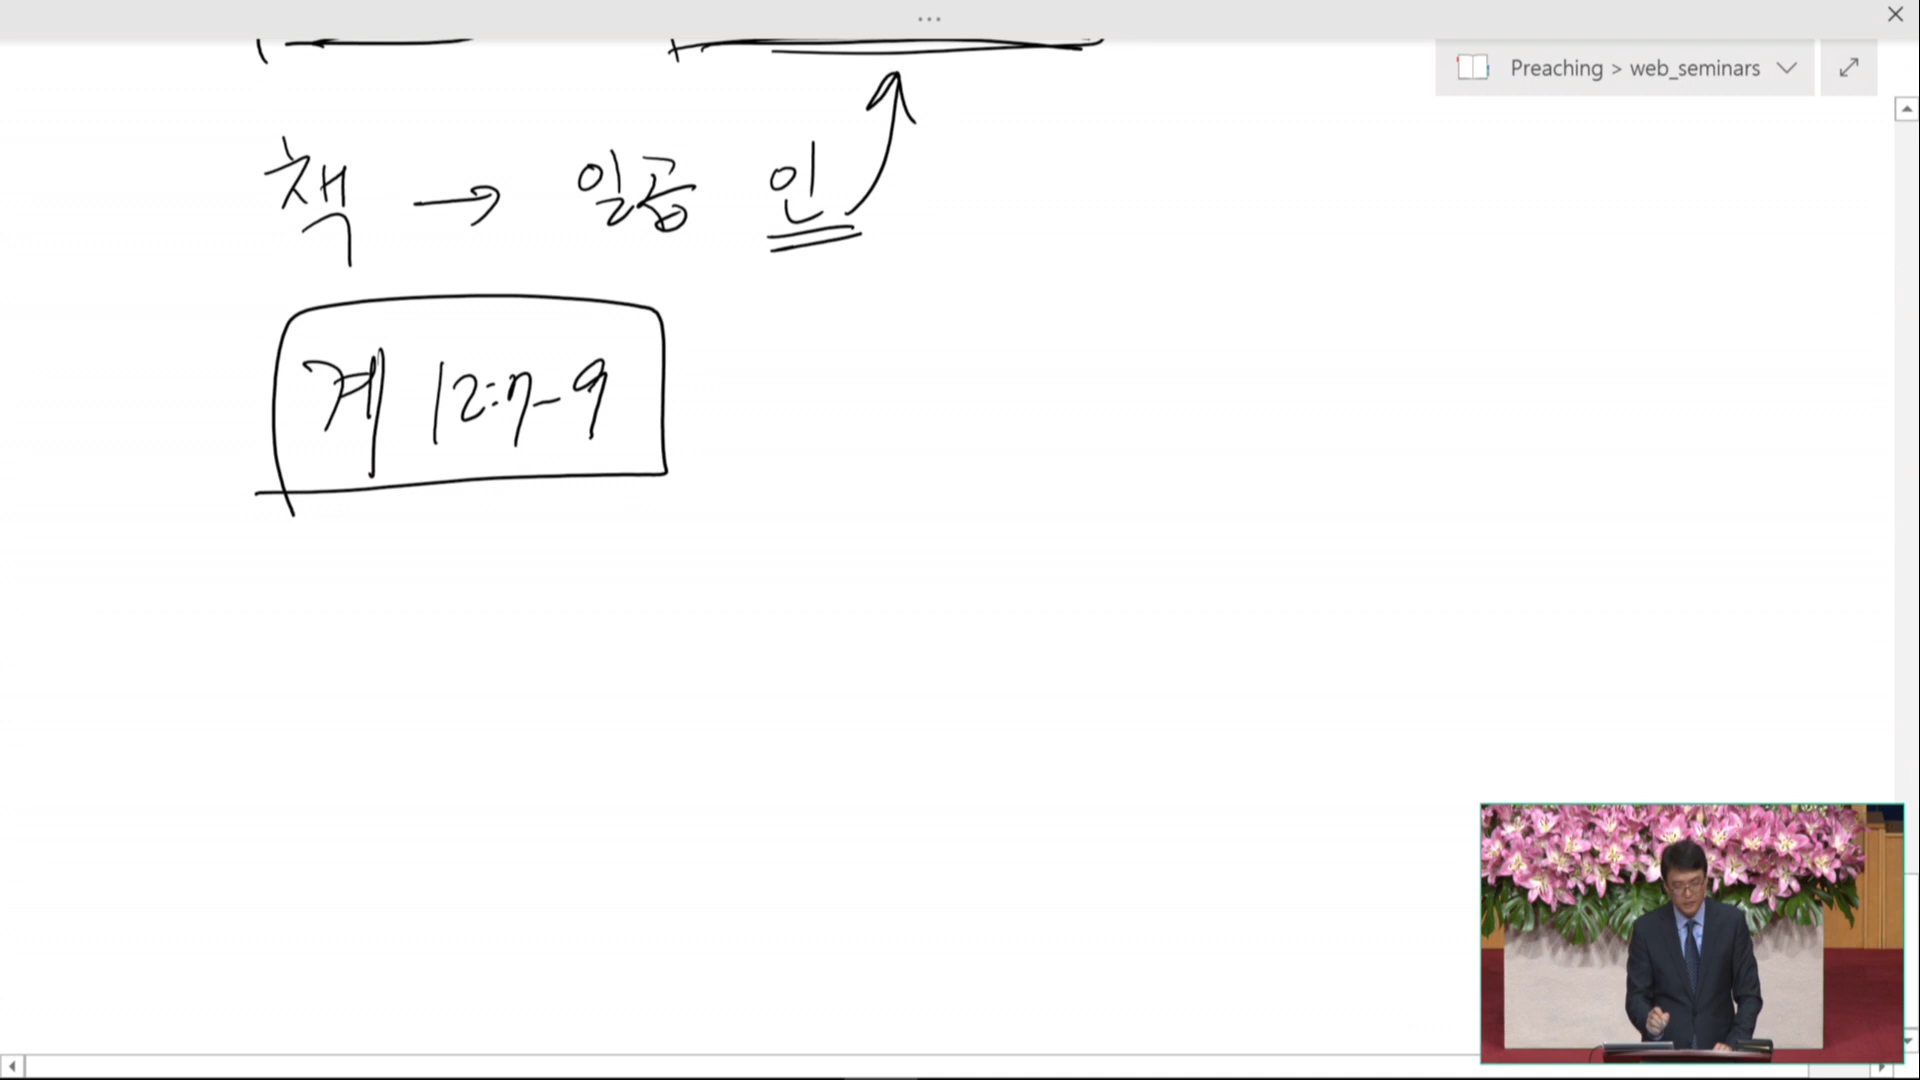 Preaching > web_seminars
책 → 일곱 인
계 12:7-9